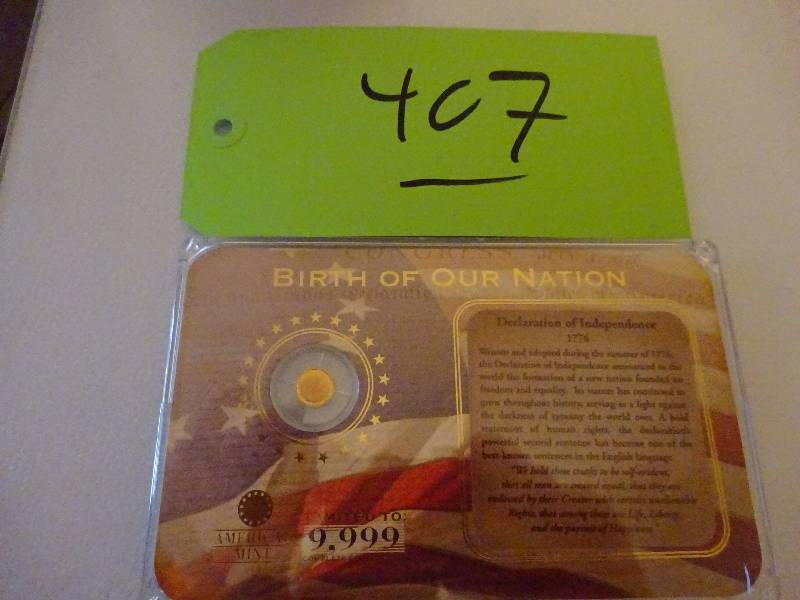 407
CONGRESS
BIRTH OF OUR NATION
Declaration of Independence
1776
Written and adopted during the summer of 1776,
the Declaration of Independence announced to the
world the formation of a new nation founded on
freedom and equality. Its stature has continued to
grow throughout history, serving as a light against
the darkness of tyranny the world over. A bold
statement of human rights, the declaration's
powerful second sentence has become one of the
best-known sentences in the English language:
"We hold these truths to be self-evident,
that all men are created equal, that they are
endowed by their Creator with certain unalienable
Rights, that among these are Life, Liberty
and the pursuit of Happiness
AMERICAN
MINT
LIMITED TO:
9,999